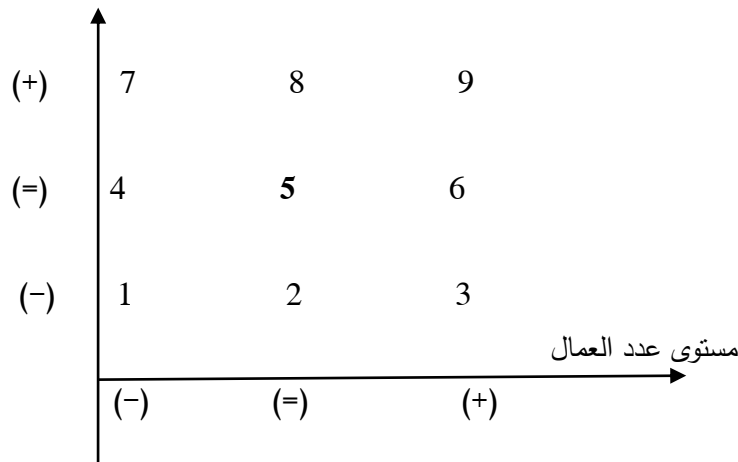 (+) 7 8 9
(=) 4 5 6
(−) 1 2 3
مستوى عدد العمال
(−) (=) (+)